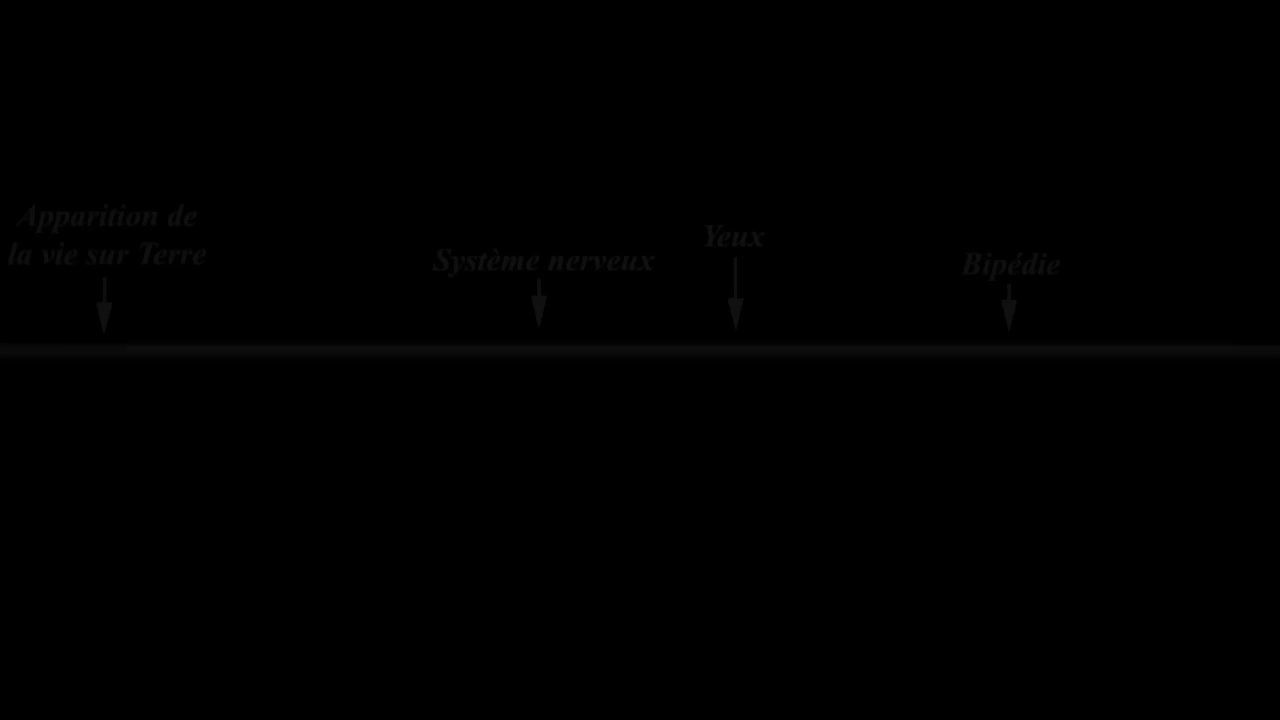 Apparition de
la vie sur Terre
Système nerveux
Yeux
Bipédie